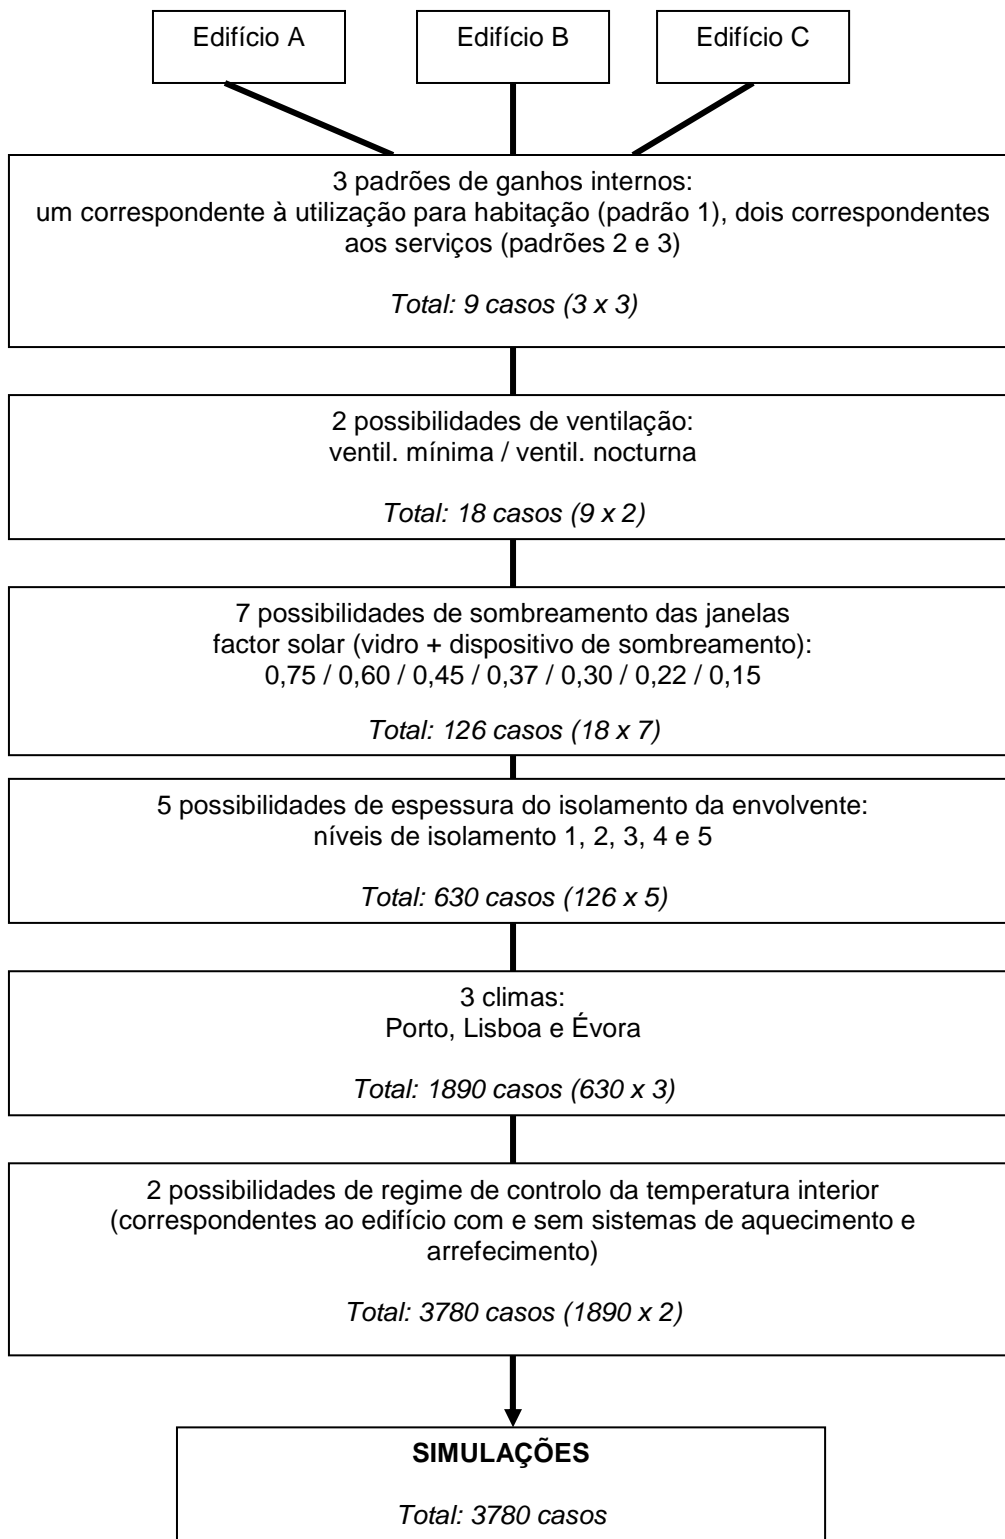 Edifício A
Edifício B
Edifício C
3 padrões de ganhos internos:
um correspondente à utilização para habitação (padrão 1), dois correspondentes
aos serviços (padrões 2 e 3)
Total: 9 casos (3 x 3)
2 possibilidades de ventilação:
ventil. mínima / ventil. nocturna
Total: 18 casos (9 x 2)
7 possibilidades de sombreamento das janelas
factor solar (vidro + dispositivo de sombreamento):
0,75 / 0,60 / 0,45 / 0,37 / 0,30 / 0,22 / 0,15
Total: 126 casos (18 x 7)
5 possibilidades de espessura do isolamento da envolvente:
níveis de isolamento 1, 2, 3, 4 e 5
Total: 630 casos (126 x 5)
3 climas:
Porto, Lisboa e Évora
Total: 1890 casos (630 x 3)
2 possibilidades de regime de controlo da temperatura interior
(correspondentes ao edifício com e sem sistemas de aquecimento e
arrefecimento)
Total: 3780 casos (1890 x 2)
SIMULAÇÕES
Total: 3780 casos